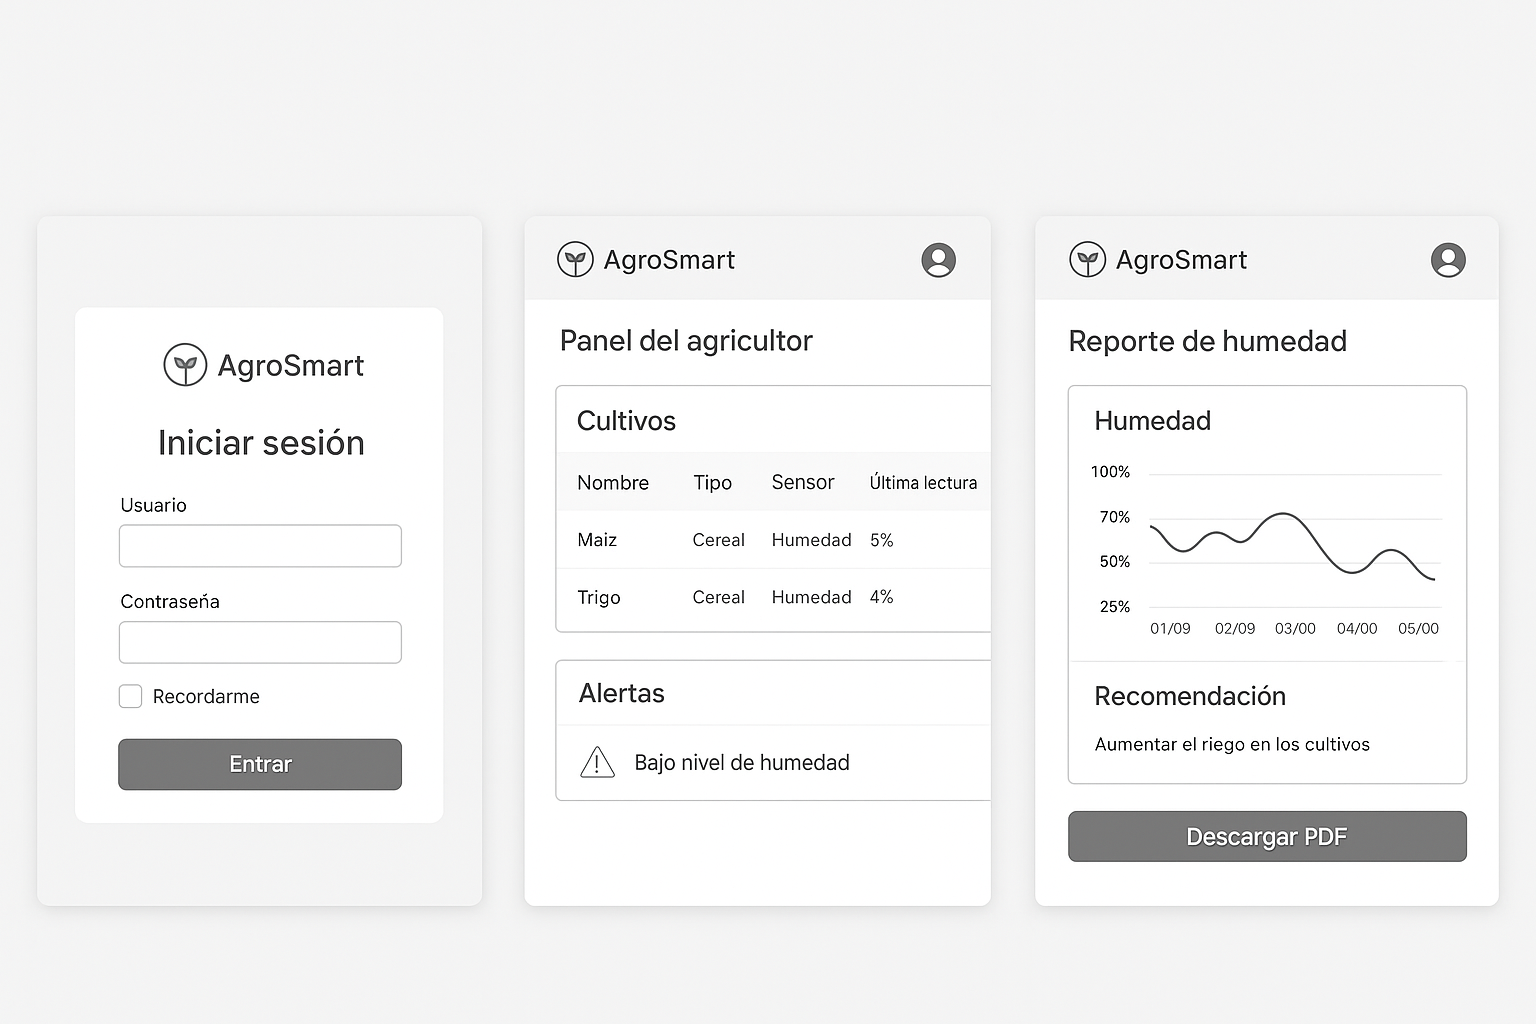 AgroSmart
Iniciar sesión
Usuario
Contraseńa
Recordarme
Entrar
AgroSmart
Panel del agricultor
Cultivos
Nombre Tipo Sensor Última lectura
Maiz Cereal Humedad 5%
Trigo Cereal Humedad 4%
Alertas
Bajo nivel de humedad
AgroSmart
Reporte de humedad
Humedad
100%
70%
50%
25%
01/09 02/09 03/00 04/00 05/00
Recomendación
Aumentar el riego en los cultivos
Descargar PDF